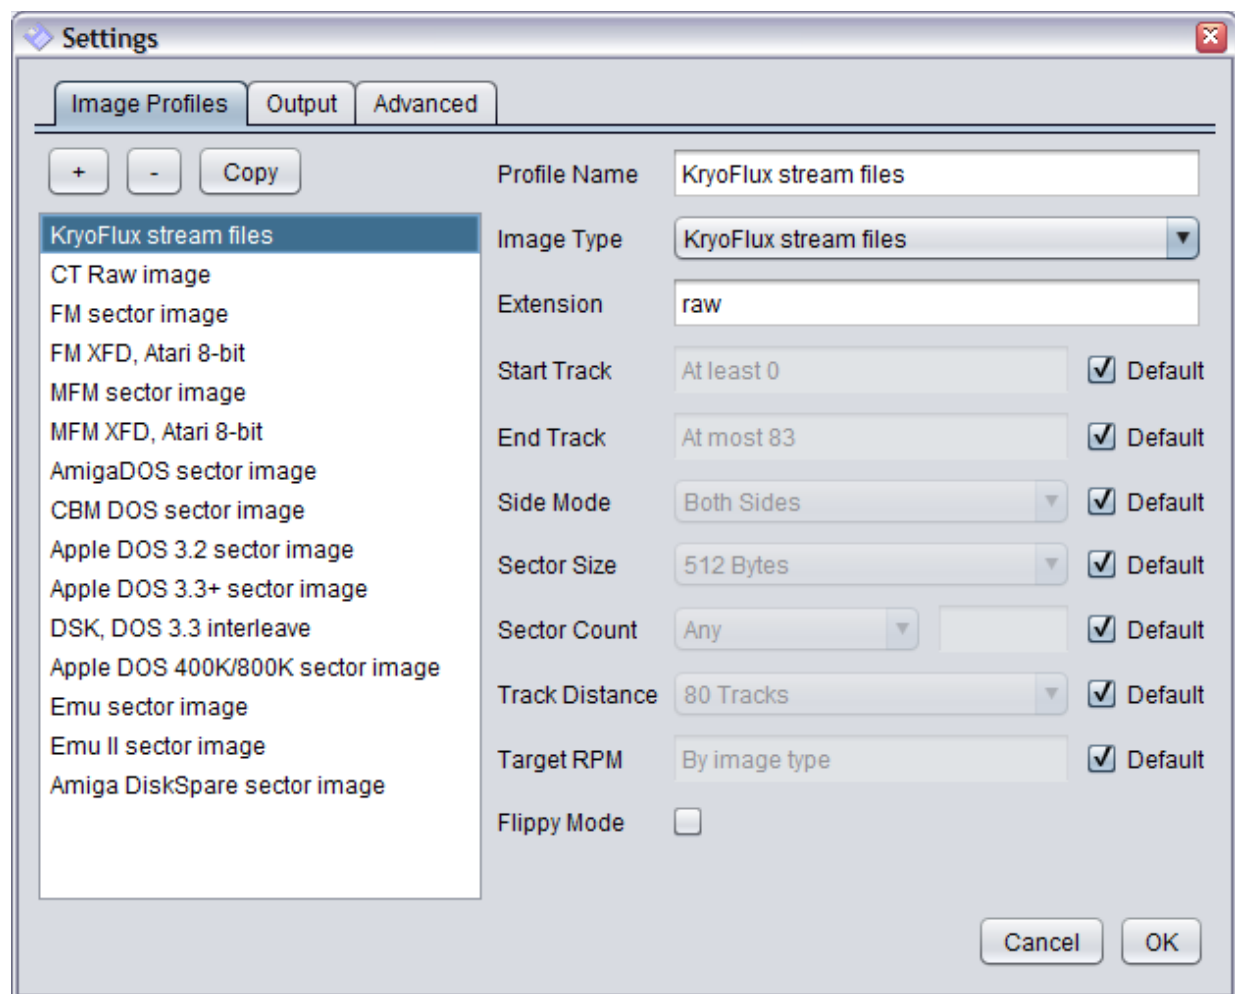 Settings
Image Profiles Output Advanced
+ - Copy
KryoFlux stream files
CT Raw image
FM sector image
FM XFD, Atari 8-bit
MFM sector image
MFM XFD, Atari 8-bit
AmigaDOS sector image
CBM DOS sector image
Apple DOS 3.2 sector image
Apple DOS 3.3+ sector image
DSK, DOS 3.3 interleave
Apple DOS 400K/800K sector image
Emu sector image
Emu II sector image
Amiga DiskSpare sector image
Profile Name KryoFlux stream files
Image Type KryoFlux stream files
Extension raw
Start Track At least 0 Default
End Track At most 83 Default
Side Mode Both Sides Default
Sector Size 512 Bytes Default
Sector Count Any Default
Track Distance 80 Tracks Default
Target RPM By image type Default
Flippy Mode
Cancel OK